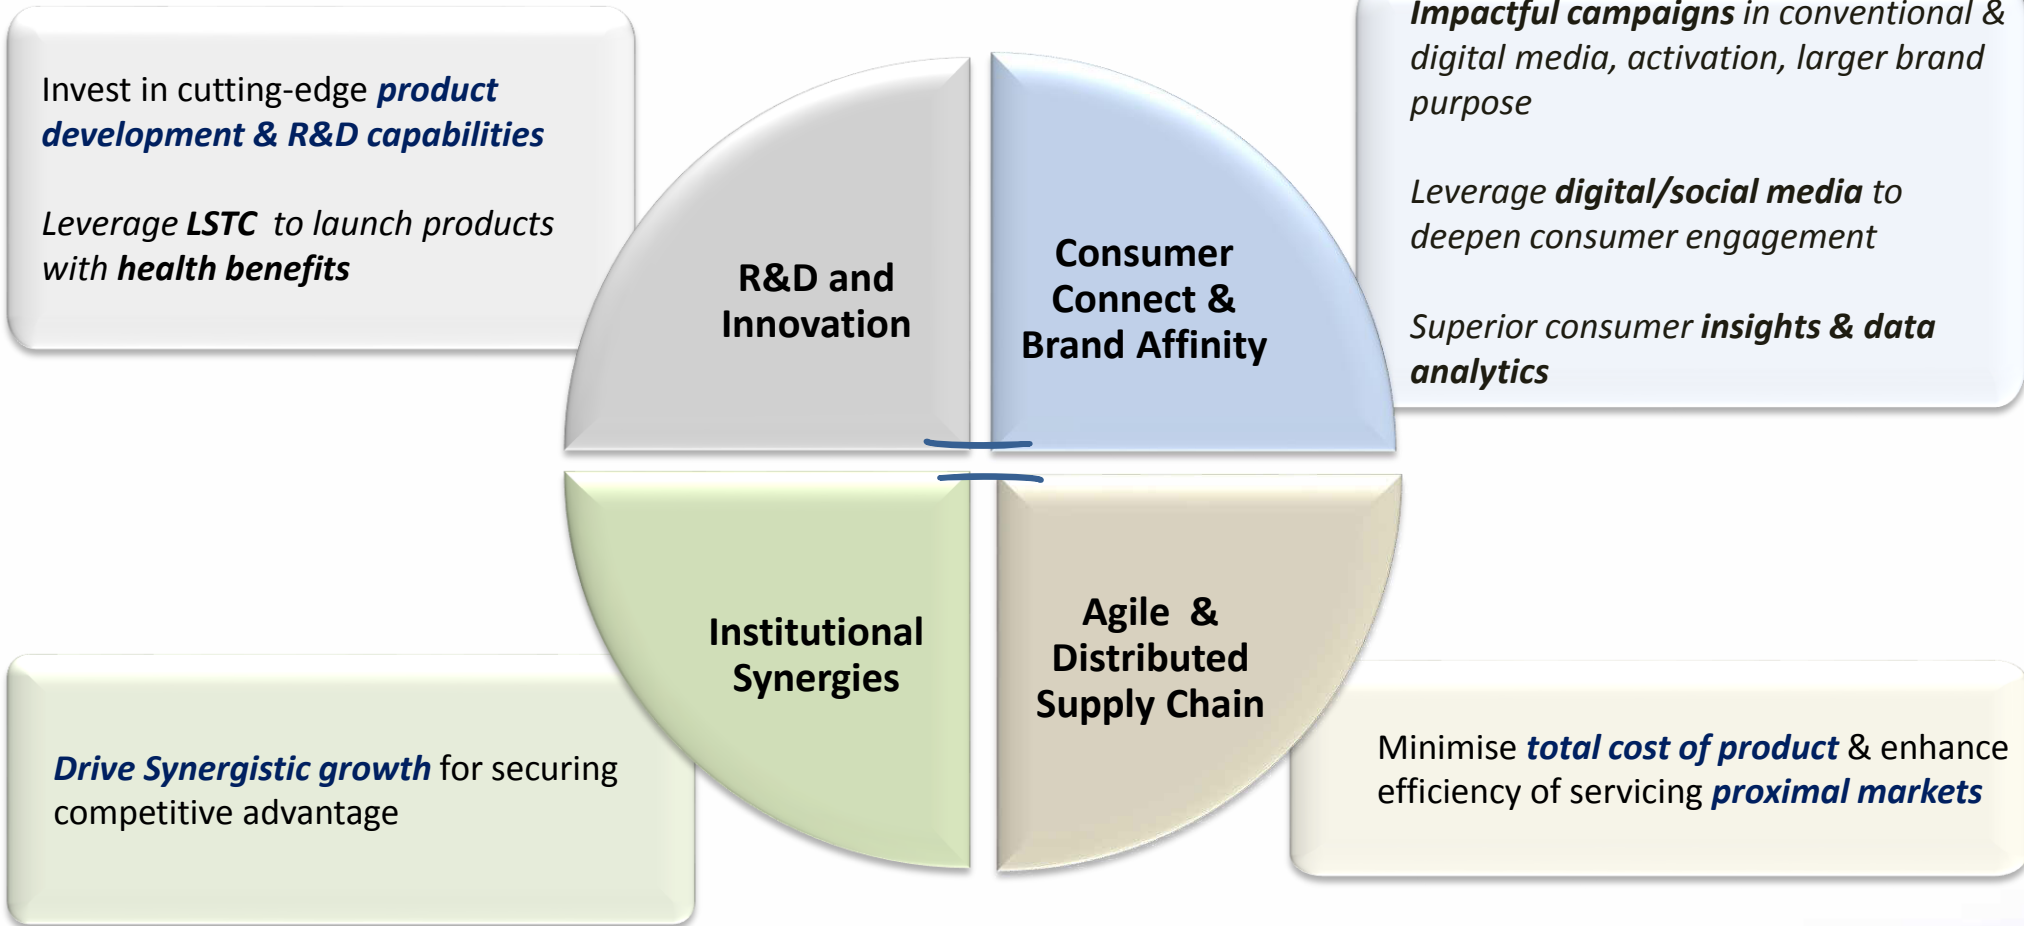 Invest in cutting-edge product
development & R&D capabilities
Leverage LSTC to launch products
with health benefits
R&D and
Innovation
Consumer
Connect &
Brand Affinity
Impactful campaigns in conventional &
digital media, activation, larger brand
purpose
Leverage digital/social media to
deepen consumer engagement
Superior consumer insights & data
analytics
Drive Synergistic growth for securing
competitive advantage
Institutional
Synergies
Agile & 
Distributed
Supply Chain
Minimise total cost of product & enhance
efficiency of servicing proximal markets